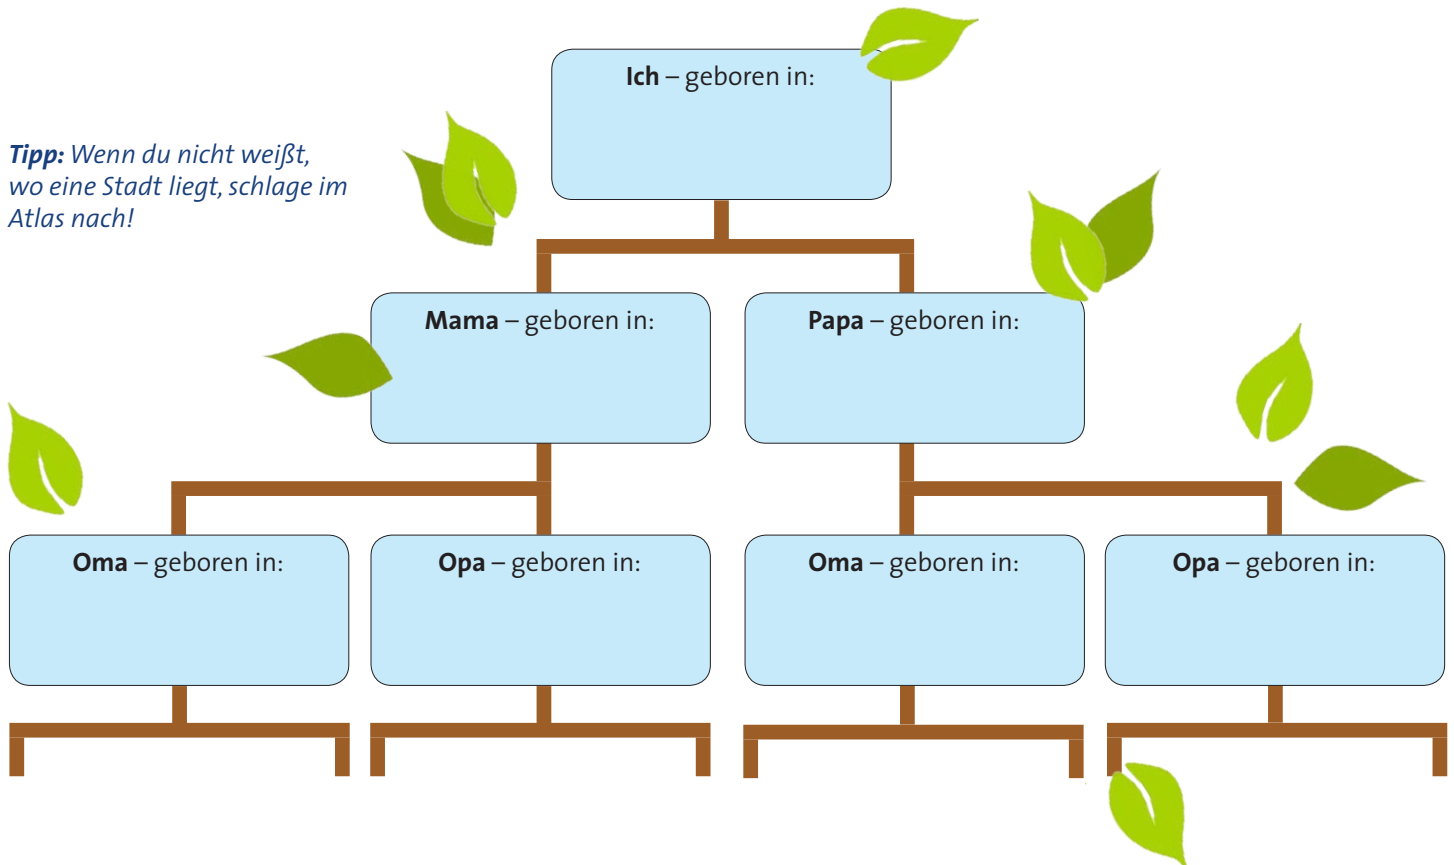 Ich – geboren in:
Tipp: Wenn du nicht weißt,
wo eine Stadt liegt, schlage im
Atlas nach!
Mama – geboren in:
Papa – geboren in:
Oma – geboren in:
Opa – geboren in:
Oma – geboren in:
Opa – geboren in: